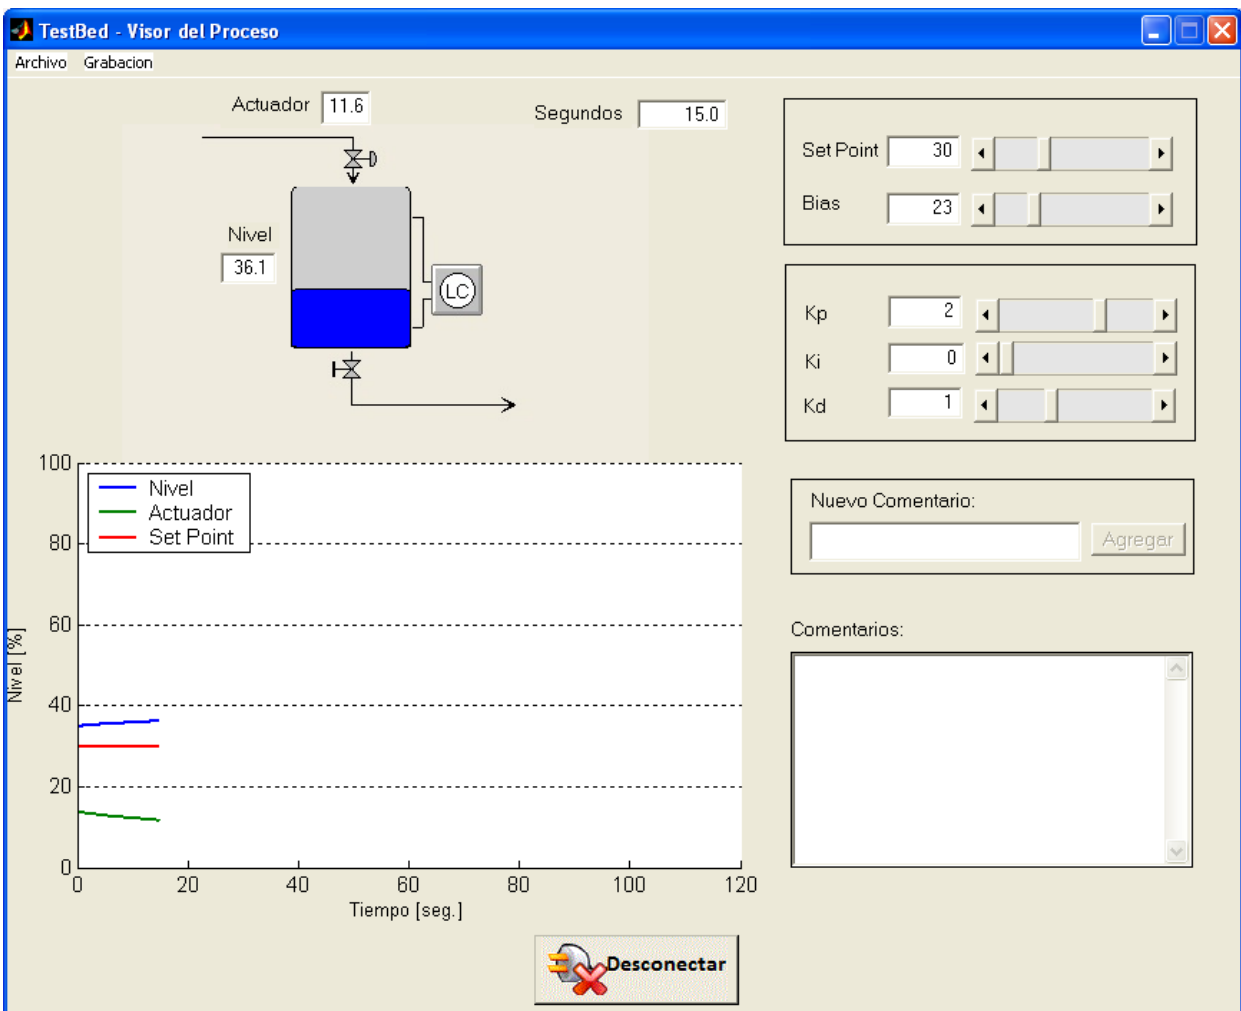 TestBed - Visor del Proceso
Archivo Grabacion
Actuador 11.6
Segundos 15.0
Nivel
36.1
LC
Set Point 30
Bias 23
Kp 2
Ki 0
Kd 1
Nivel
Actuador
Set Point
100
80
60
40
20
0
Nivel [%]
0 20 40 60 80 100 120
Tiempo [seg.]
Nuevo Comentario:
Agregar
Comentarios:
Desconectar